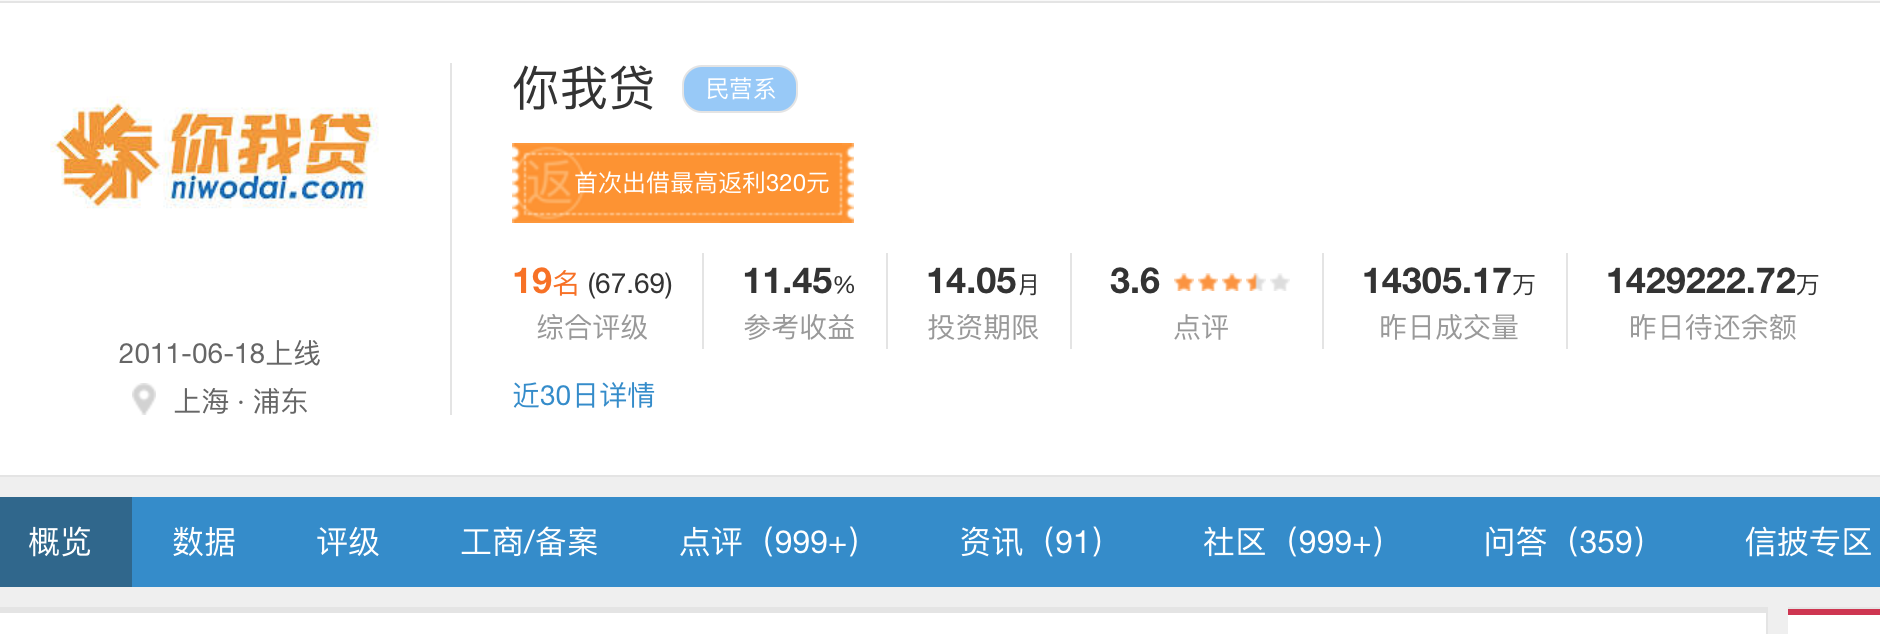 你我贷
niwodai.com
2011-06-18上线
上海 · 浦东
你我贷 民营系
返 首次出借最高返利320元
19名 (67.69) 11.45% 14.05月 3.6 14305.17万 1429222.72万
综合评级 参考收益 投资期限 点评 昨日成交量 昨日待还余额
近30日详情
概览 数据 评级 工商/备案 点评（999+） 资讯（91） 社区（999+） 问答（359） 信披专区